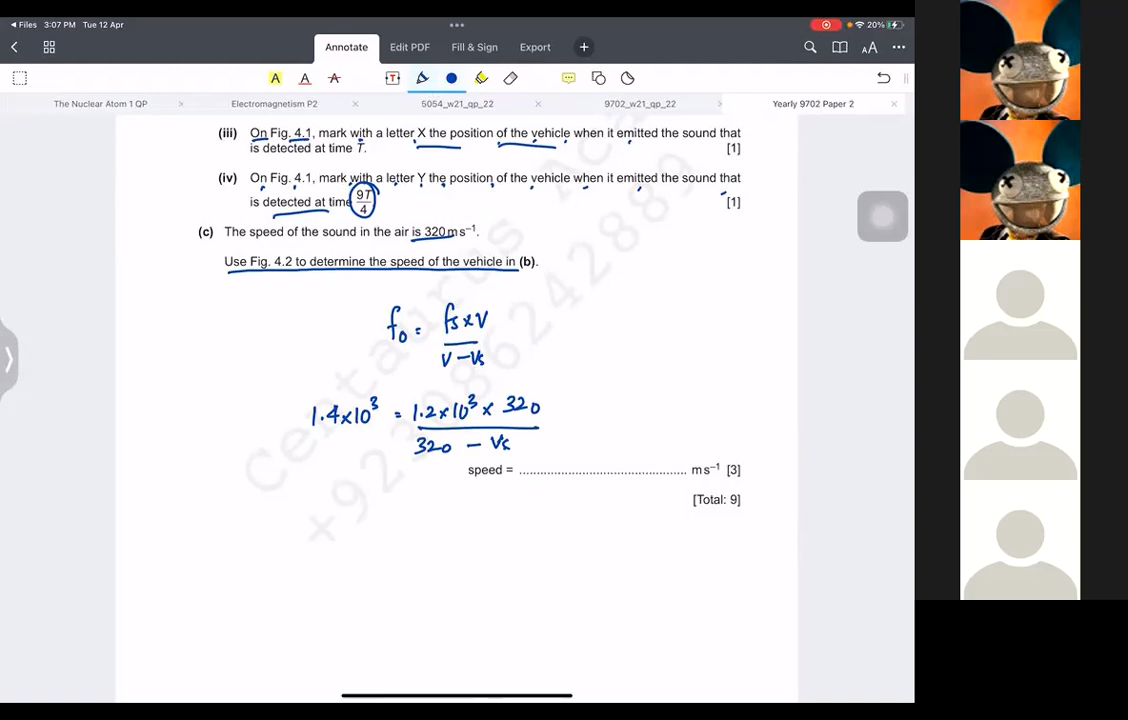 Files 3:07 PM Tue 12 Apr 20%
Annotate Edit PDF Fill & Sign Export
A A A T
The Nuclear Atom 1 QP Electromagnetism P2 5054_w21_qp_22 9702_w21_qp_22 Yearly 9702 Paper 2
(iii) On Fig. 4.1, mark with a letter X the position of the vehicle when it emitted the sound that
is detected at time T. [1]
(iv) On Fig. 4.1, mark with a letter Y the position of the vehicle when it emitted the sound that
is detected at time 9T/4 [1]
(c) The speed of the sound in the air is 320 m s⁻¹.
Use Fig. 4.2 to determine the speed of the vehicle in (b).
fo = fs×V
V – Vs
1.4×10³ = 1.2×10³ × 320
320 – Vs
speed = ................................................ m s⁻¹ [3]
[Total: 9]
Centaurus Aca
+923086242889